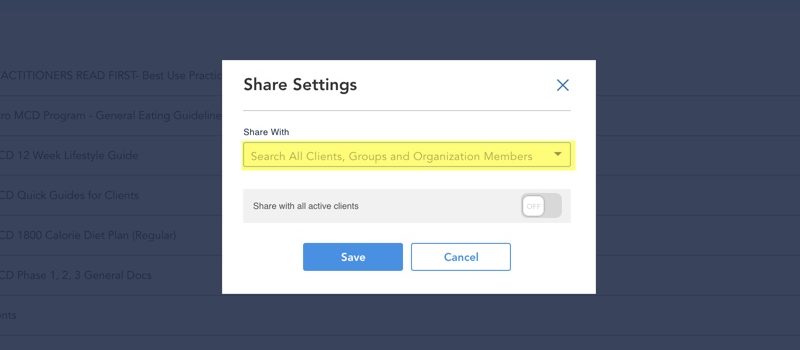 Share Settings
ACTITIONERS READ FIRST- Best Use Practic
ro MCD Program - General Eating Guideline
Share With
Search All Clients, Groups and Organization Members
CD 12 Week Lifestyle Guide
CD Quick Guides for Clients
Share with all active clients
OFF
CD 1800 Calorie Diet Plan (Regular)
Save
Cancel
CD Phase 1, 2, 3 General Docs
nts